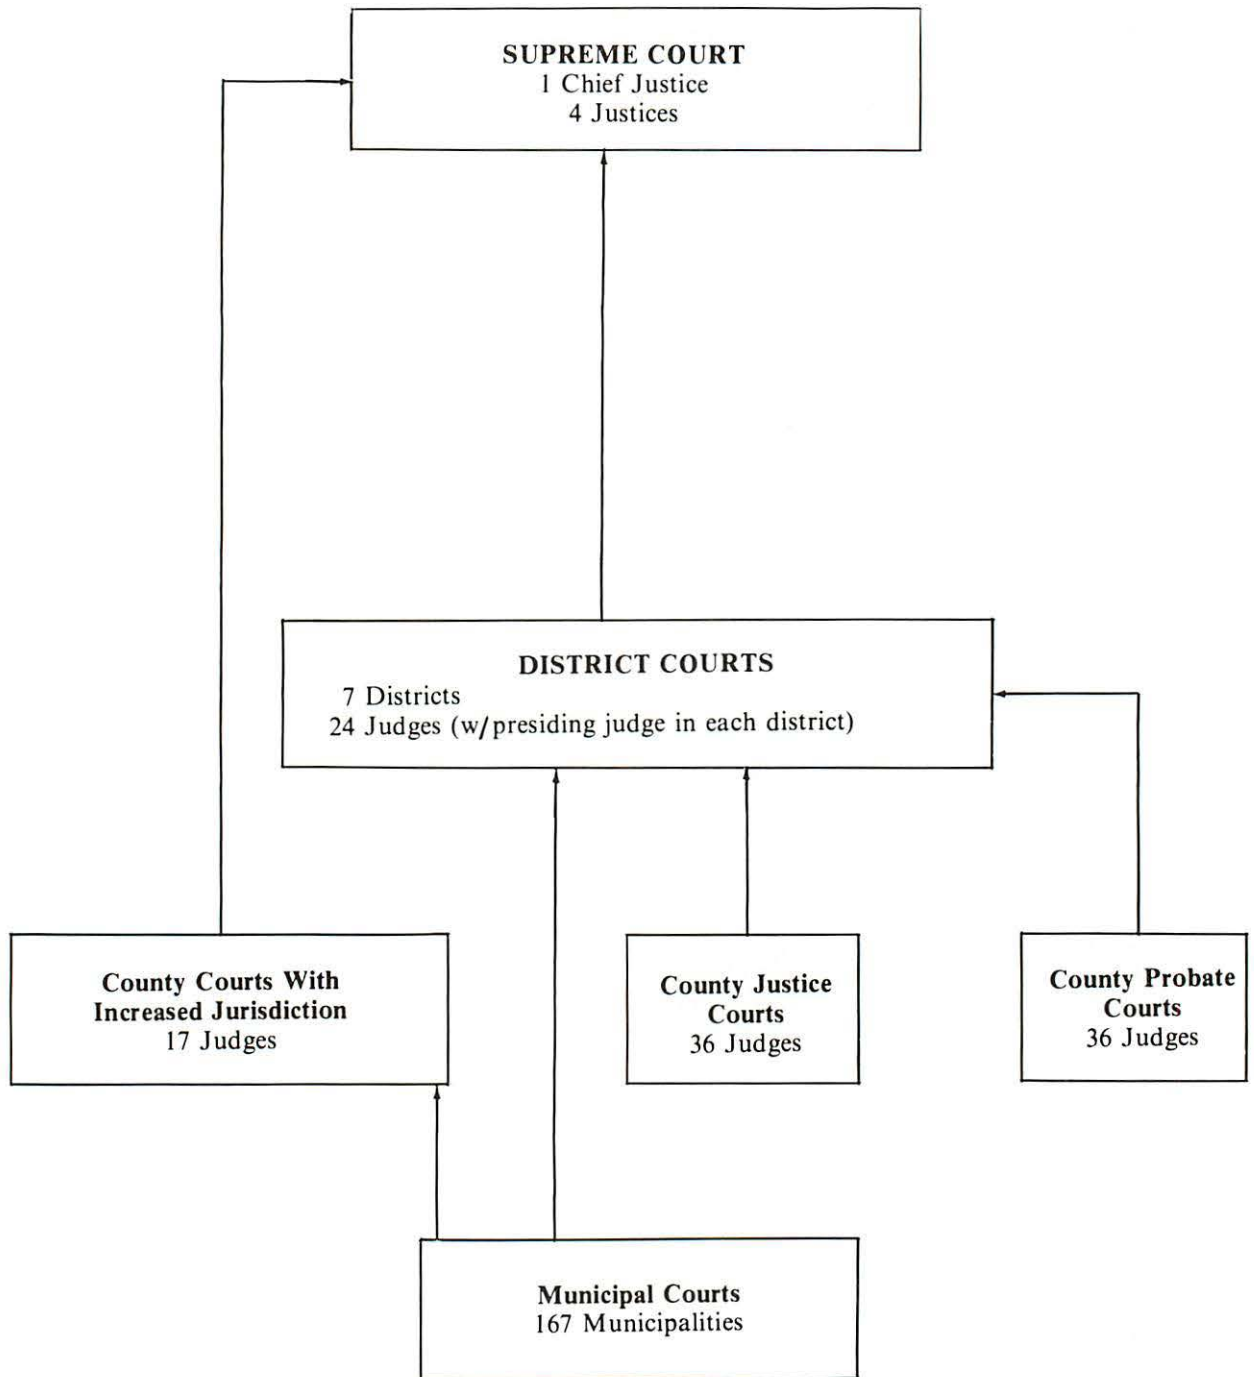 SUPREME COURT
1 Chief Justice
4 Justices
DISTRICT COURTS
7 Districts
24 Judges (w/presiding judge in each district)
County Courts With
Increased Jurisdiction
17 Judges
County Justice
Courts
36 Judges
County Probate
Courts
36 Judges
Municipal Courts
167 Municipalities